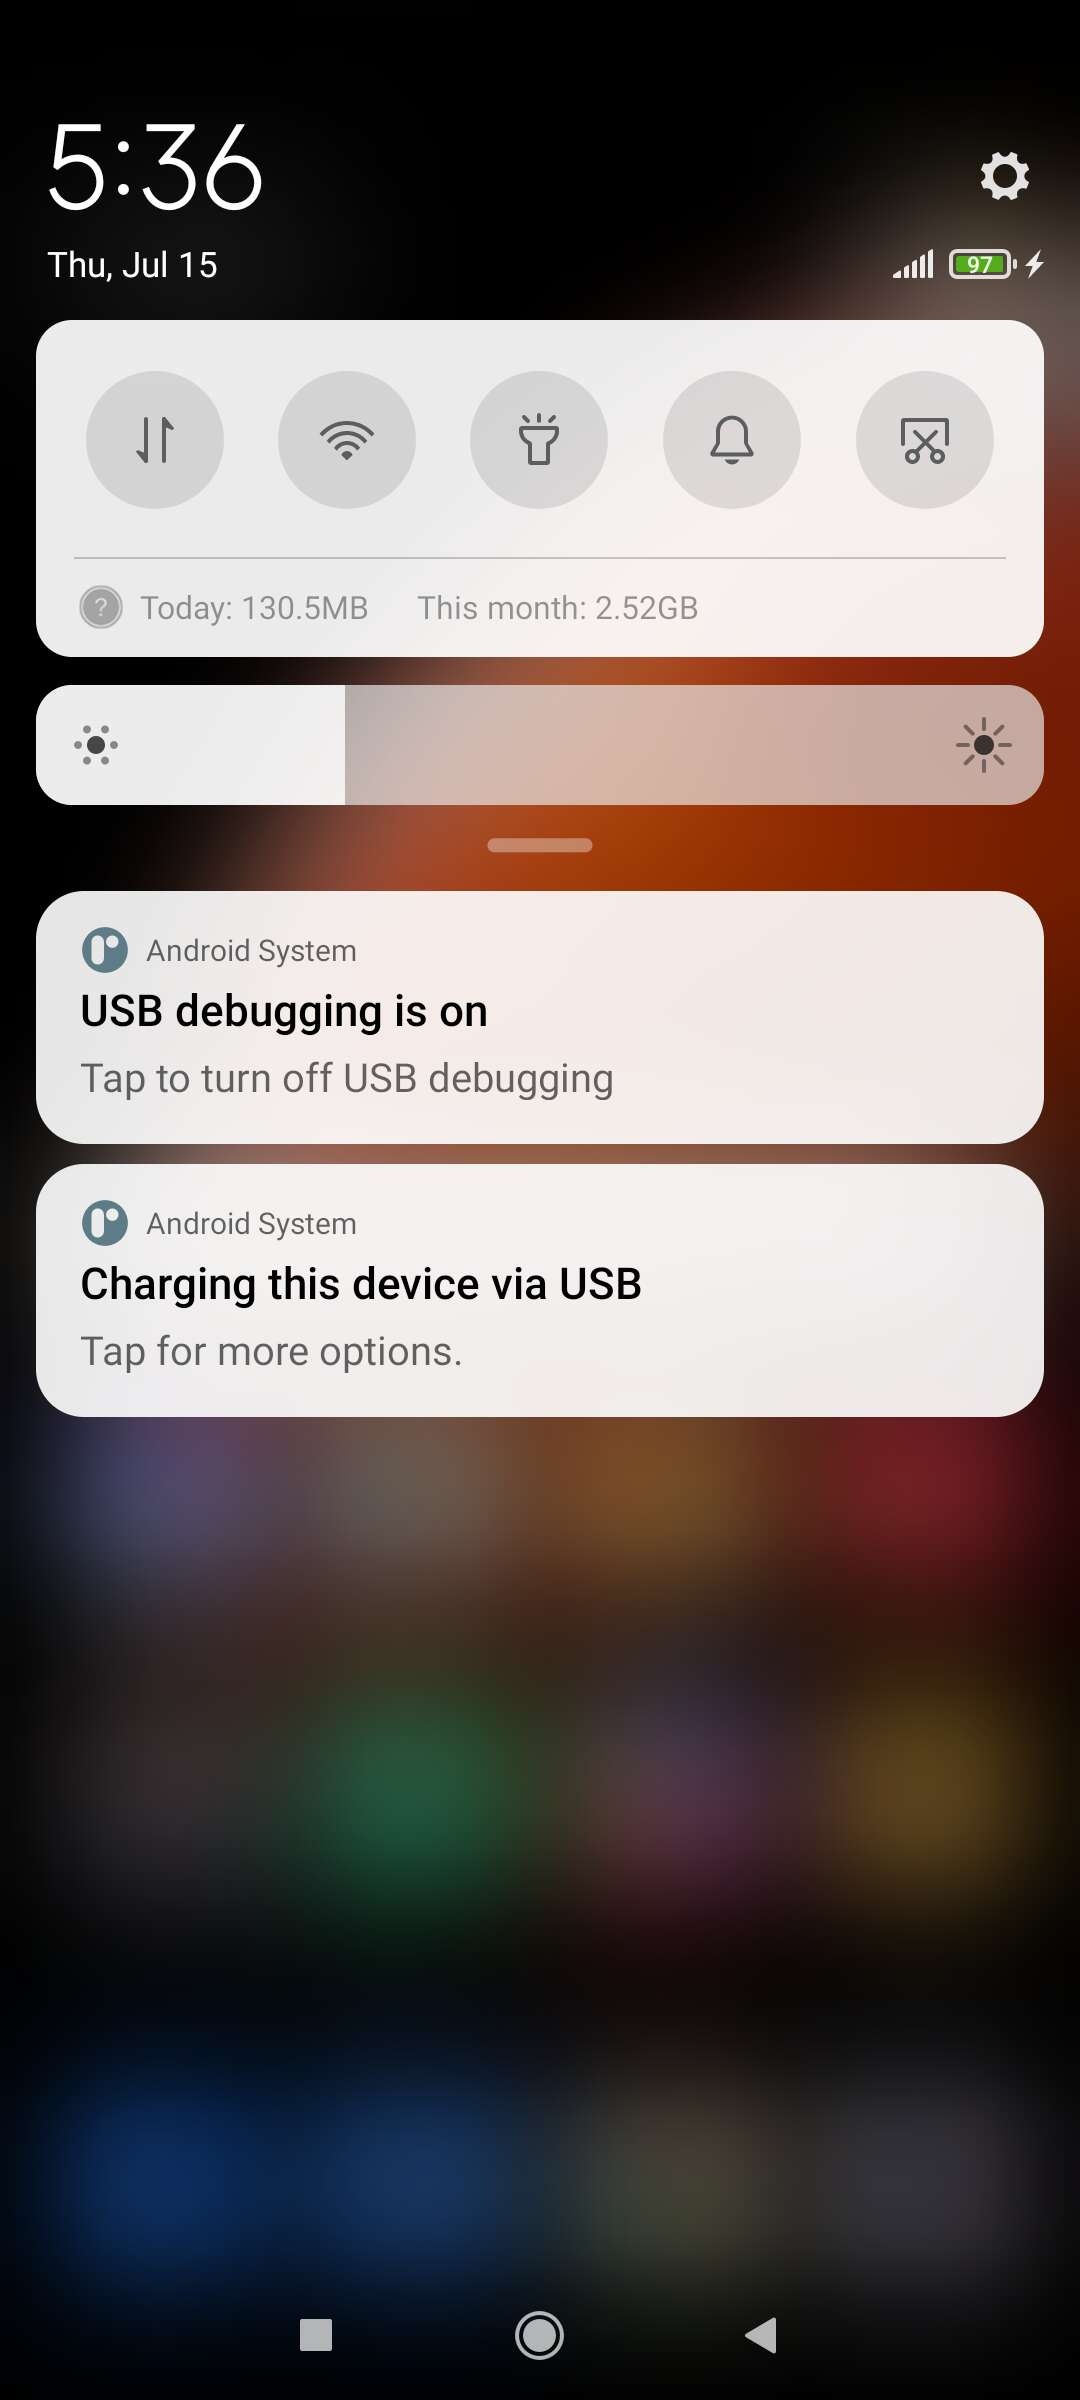 5:36
Thu, Jul 15
97
? Today: 130.5MB This month: 2.52GB
Android System
USB debugging is on
Tap to turn off USB debugging
Android System
Charging this device via USB
Tap for more options.